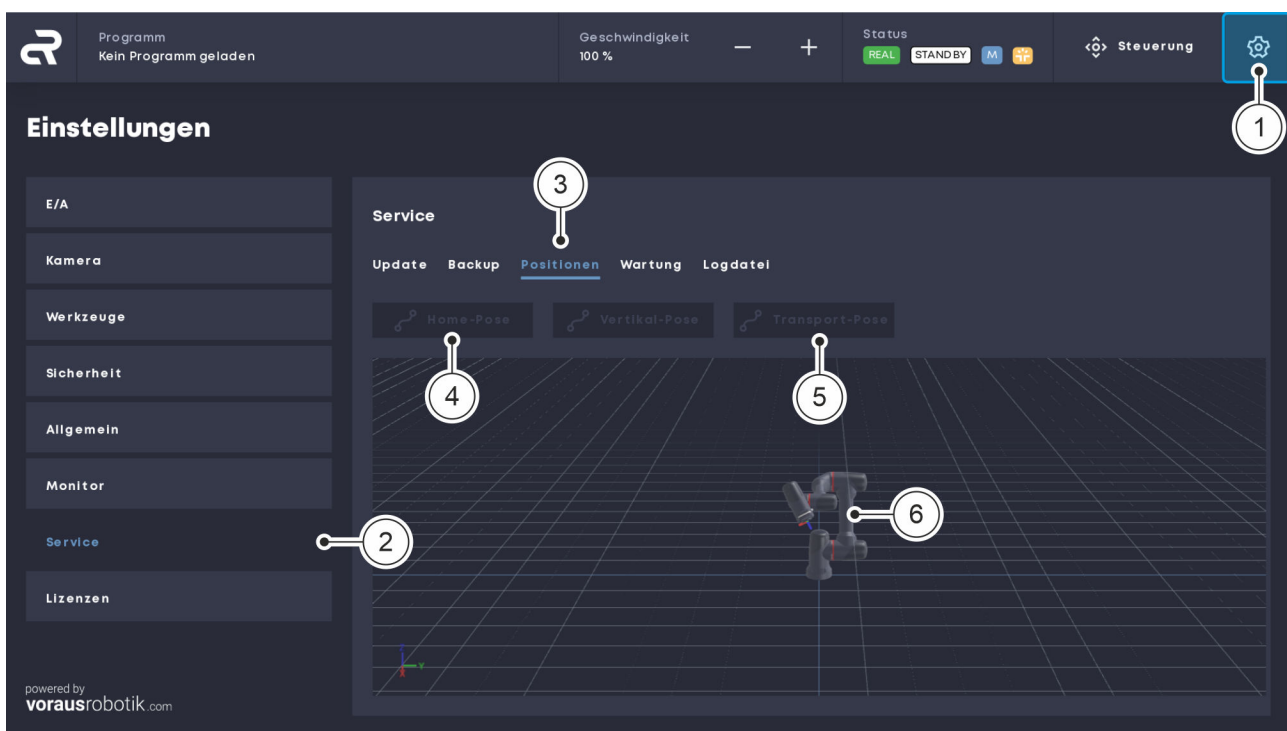 Programm
Kein Programm geladen
Geschwindigkeit
100 %
Status
REAL STANDBY M
Steuerung
1
Einstellungen
E/A
Kamera
Werkzeuge
Sicherheit
Allgemein
Monitor
Service
2
Lizenzen
powered by
vorausrobotik.com
3
Service
Update Backup Positionen Wartung Logdatei
Home-Pose Vertikal-Pose Transport-Pose
4
5
6
Z
Y
X